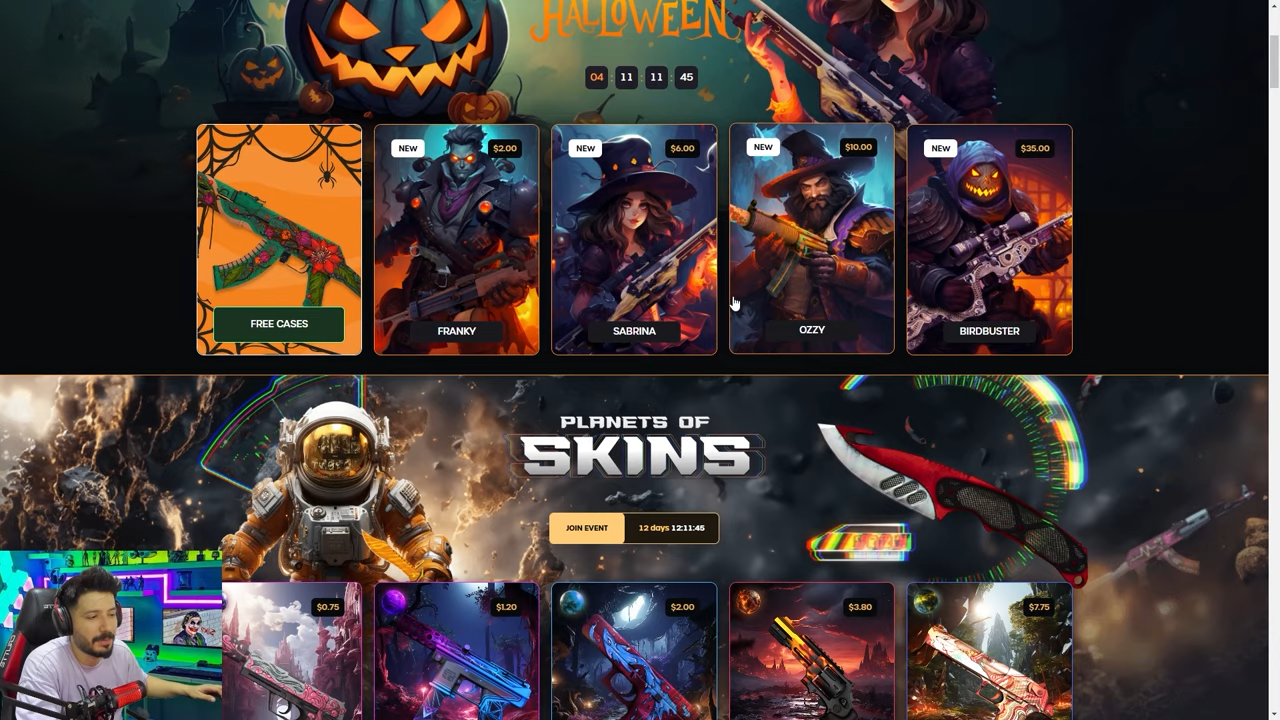 HALLOWEEN
04 : 11 : 11 : 45
NEW $2.00
NEW $6.00
NEW $10.00
NEW $35.00
FREE CASES
FRANKY
SABRINA
OZZY
BIRDBUSTER
PLANETS OF
SKINS
JOIN EVENT 12 days 12:11:45
$0.75
$1.20
$2.00
$3.80
$7.75